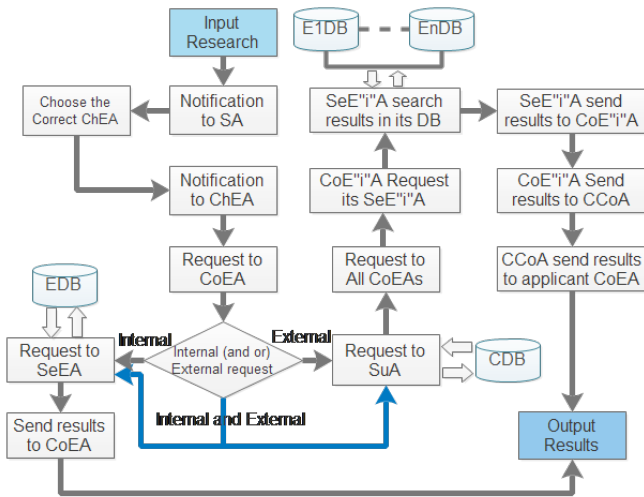 Input
Research
E1DB
EnDB
Choose the
Correct ChEA
Notification
to SA
SeE"i"A search
results in its DB
SeE"i"A send
results to CoE"i"A
Notification
to ChEA
CoE"i"A Request
its SeE"i"A
CoE"i"A Send
results to CCoA
Request to
CoEA
Request to
All CoEAs
CCoA send results
to applicant CoEA
EDB
Internal
External
Internal (and or)
External request
Request to
SeEA
Request to
SuA
CDB
Internal and External
Send results
to CoEA
Output
Results